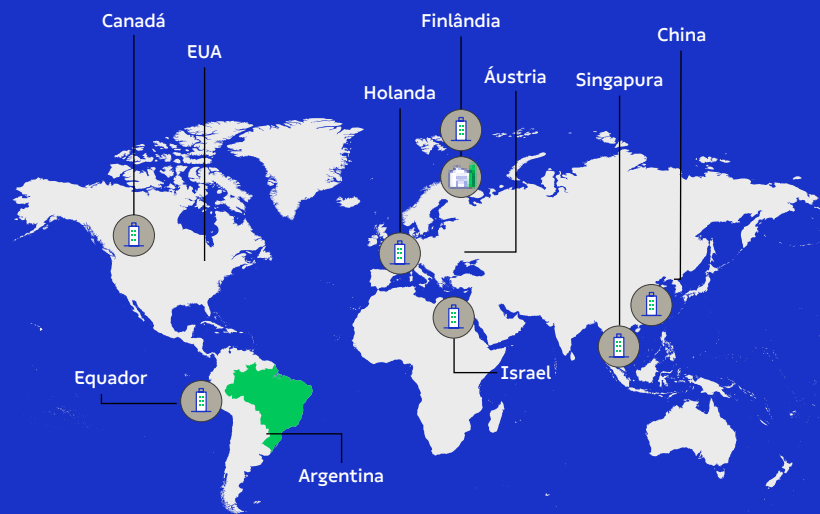 Canadá
Finlândia
China
EUA
Áustria
Singapura
Holanda
Equador
Israel
Argentina